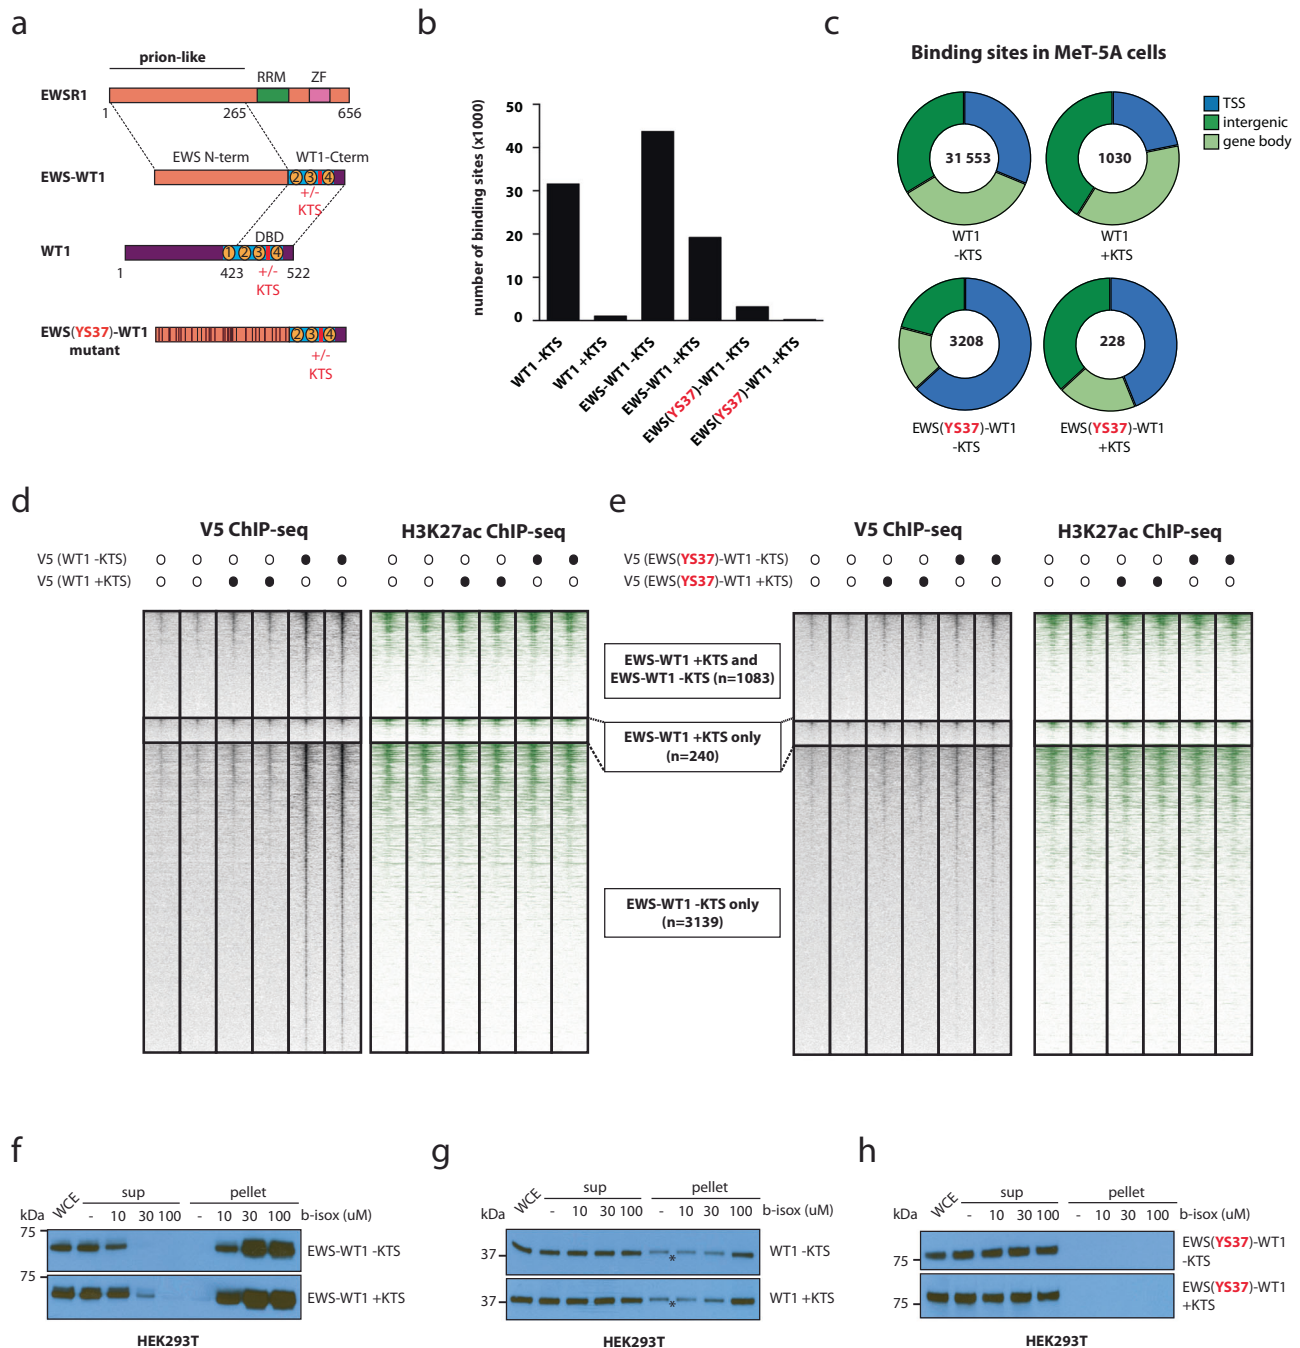 a
prion-like
RRM ZF
EWSR1
1 265 656
EWS N-term WT1-Cterm
EWS-WT1
2 3 4
+/-
KTS
DBD
WT1
1 2 3 4
1 423 522
+/-
KTS
EWS(YS37)-WT1
mutant
2 3 4
+/-
KTS
b
number of binding sites (x1000)
50
40
30
20
10
0
WT1 -KTS
WT1 +KTS
EWS-WT1 -KTS
EWS-WT1 +KTS
EWS(YS37)-WT1 -KTS
EWS(YS37)-WT1 +KTS
c
Binding sites in MeT-5A cells
TSS
intergenic
gene body
31 553
WT1
-KTS
1030
WT1
+KTS
3208
EWS(YS37)-WT1
-KTS
228
EWS(YS37)-WT1
+KTS
d
V5 ChIP-seq H3K27ac ChIP-seq
V5 (WT1 -KTS)
V5 (WT1 +KTS)
EWS-WT1 +KTS and
EWS-WT1 -KTS (n=1083)
EWS-WT1 +KTS only
(n=240)
EWS-WT1 -KTS only
(n=3139)
e
V5 ChIP-seq H3K27ac ChIP-seq
V5 (EWS(YS37)-WT1 -KTS)
V5 (EWS(YS37)-WT1 +KTS)
f
sup pellet
kDa WCE - 10 30 100 - 10 30 100 b-isox (uM)
75
EWS-WT1 -KTS
75
EWS-WT1 +KTS
HEK293T
g
sup pellet
kDa WCE - 10 30 100 - 10 30 100 b-isox (uM)
37 * WT1 -KTS
37 * WT1 +KTS
HEK293T
h
sup pellet
kDa WCE - 10 30 100 - 10 30 100 b-isox (uM)
75 EWS(YS37)-WT1
-KTS
75 EWS(YS37)-WT1
+KTS
HEK293T